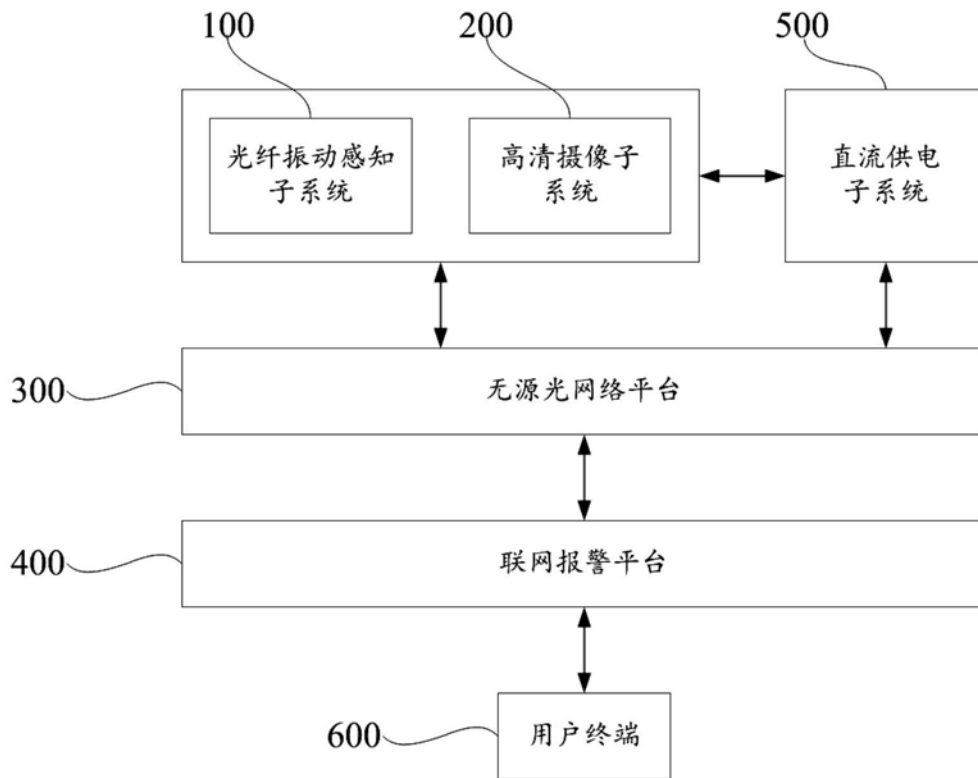 100
200
500
光纤振动感知
子系统
高清摄像子
系统
直流供电
子系统
300
无源光网络平台
400
联网报警平台
600
用户终端